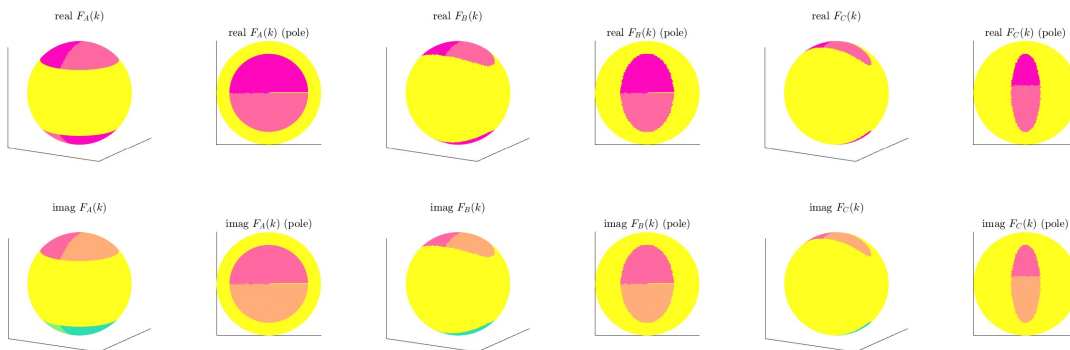 real F_A(k)
real F_A(k) (pole)
real F_B(k)
real F_B(k) (pole)
real F_C(k)
real F_C(k) (pole)
imag F_A(k)
imag F_A(k) (pole)
imag F_B(k)
imag F_B(k) (pole)
imag F_C(k)
imag F_C(k) (pole)